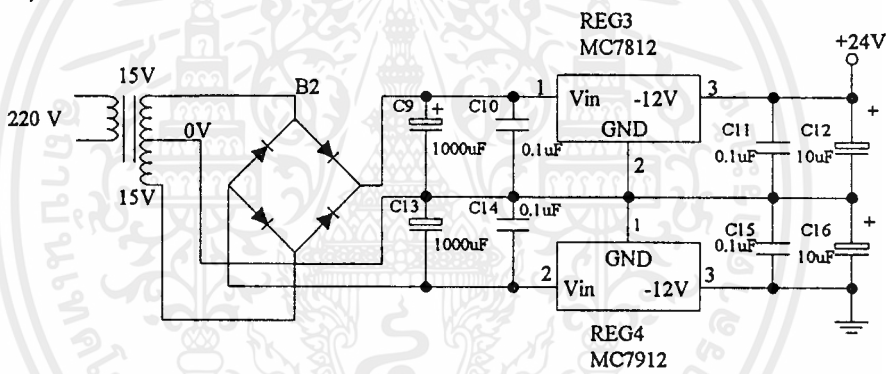 REG3
MC7812
+24V
15V
B2
220 V
0V
15V
C9
+
1000uF
C10
0.1uF
1
Vin
-12V
3
GND
2
C11
0.1uF
C12
+
10uF
C13
1000uF
C14
0.1uF
1
GND
2
Vin
-12V
3
C15
0.1uF
C16
+
10uF
REG4
MC7912